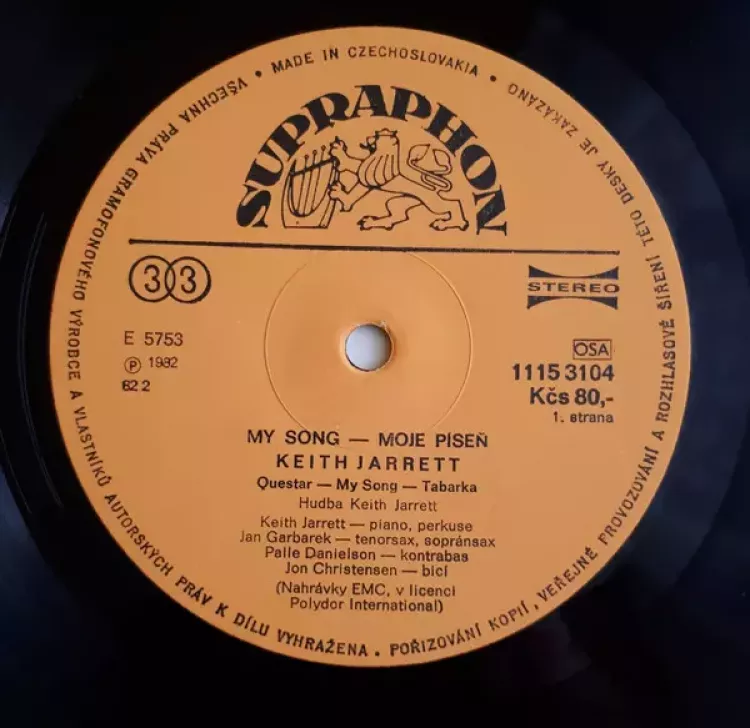 VŠECHNA PRÁVA GRAMOFONOVÉHO VÝROBCE A VLASTNÍKŮ AUTORSKÝCH PRÁV K DÍLU VYHRAŽENA • POŘIZOVÁNÍ KOPIÍ, VEŘEJNÉ PROVOZOVÁNÍ A ROZHLASOVÉ ŠÍŘENÍ TÉTO DESKY JE ZAKÁZÁNO
• MADE IN CZECHOSLOVAKIA •
SUPRAPHON
33
STEREO
E 5753
Ⓟ 1982
82 2
OSA
1115 3104
Kčs 80,-
1. strana
MY SONG — MOJE PÍSEŇ
KEITH JARRETT
Questar — My Song — Tabarka
Hudba Keith Jarrett
Keith Jarrett — piano, perkuse
Jan Garbarek — tenorsax, sopránsax
Palle Danielson — kontrabas
Jon Christensen — bicí
(Nahrávky EMC, v licenci
Polydor International)